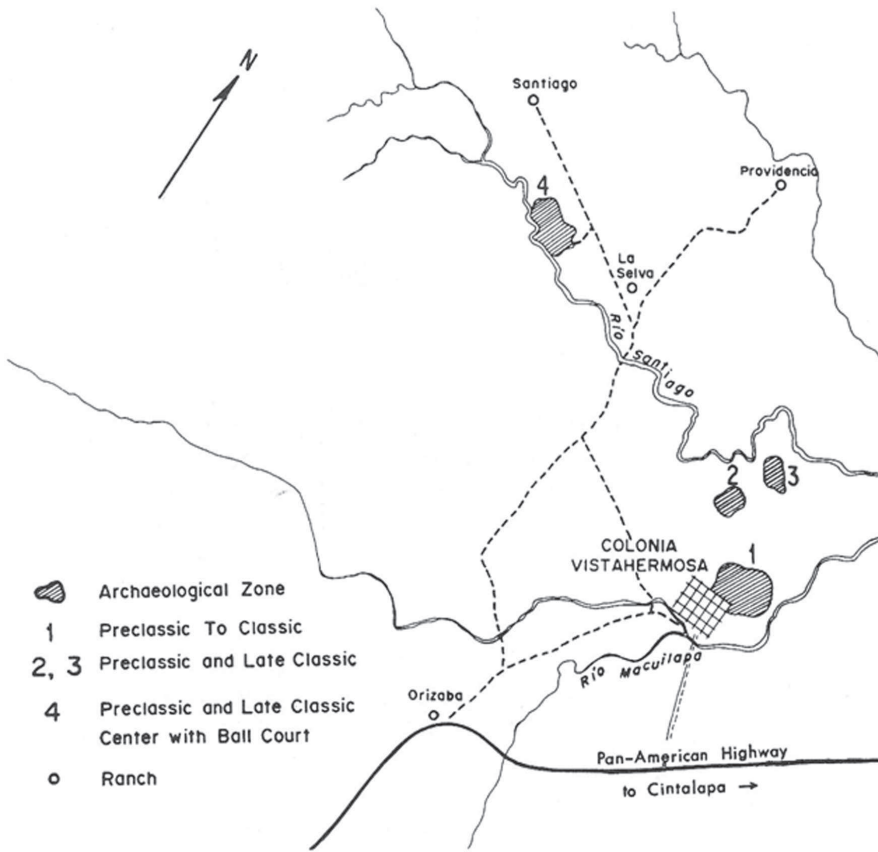 N
Santiago
Providencia
4
La
Selva
Río
Santiago
2
3
COLONIA
VISTAHERMOSA
1
Archaeological Zone
1 Preclassic To Classic
2, 3 Preclassic and Late Classic
4 Preclassic and Late Classic
Center with Ball Court
Ranch
Río Macuilapa
Orizaba
Pan-American Highway
to Cintalapa →